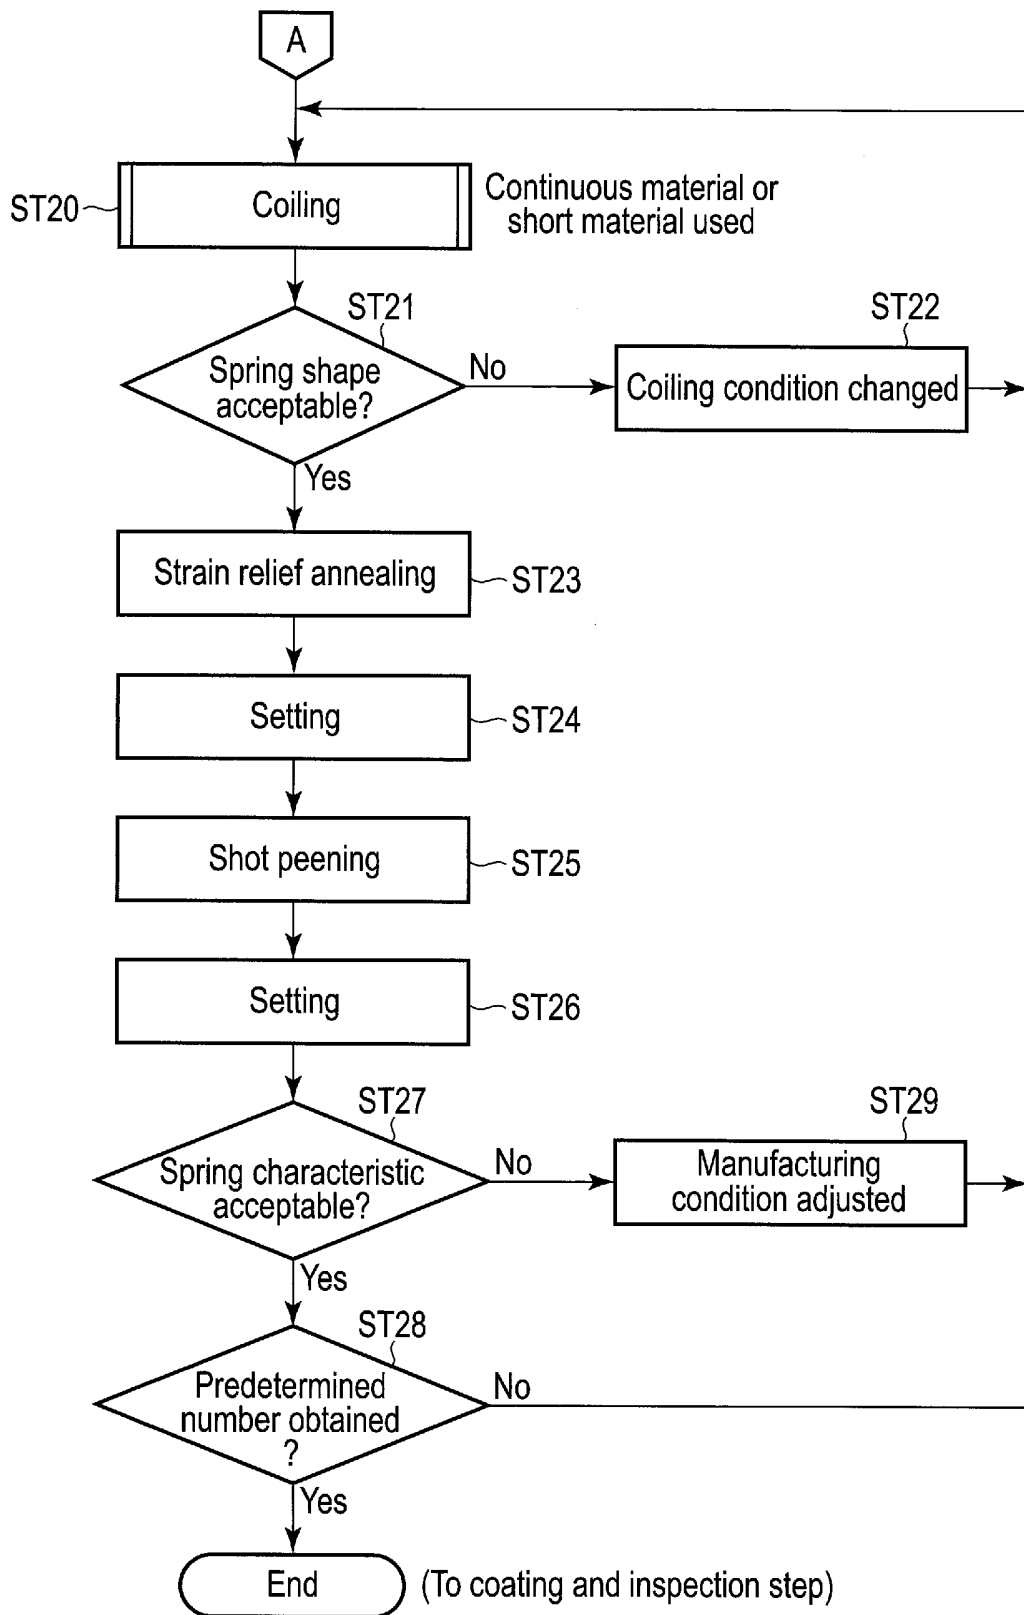 A
ST20
Coiling
Continuous material or
short material used
ST21
Spring shape
acceptable?
No
ST22
Coiling condition changed
Yes
Strain relief annealing
ST23
Setting
ST24
Shot peening
ST25
Setting
ST26
ST27
Spring characteristic
acceptable?
No
ST29
Manufacturing
condition adjusted
Yes
ST28
Predetermined
number obtained
?
No
Yes
End
(To coating and inspection step)